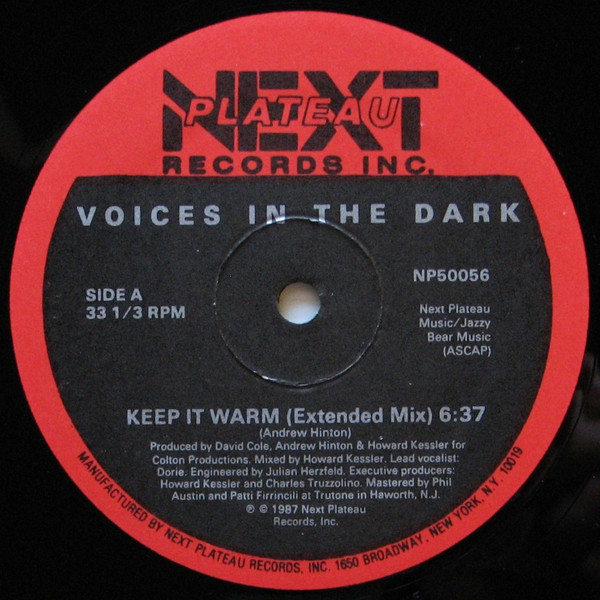 NEXT
PLATEAU
RECORDS INC.
VOICES IN THE DARK
SIDE A
33 1/3 RPM
NP50056
Next Plateau
Music/Jazzy
Bear Music
(ASCAP)
KEEP IT WARM (Extended Mix) 6:37
(Andrew Hinton)
Produced by David Cole, Andrew Hinton & Howard Kessler for
Colton Productions. Mixed by Howard Kessler. Lead vocalist:
Dorie. Engineered by Julian Herzfeld. Executive producers:
Howard Kessler and Charles Truzzolino. Mastered by Phil
Austin and Patti Firrincili at Trutone in Haworth, N.J.
℗ © 1987 Next Plateau
Records, Inc.
MANUFACTURED BY NEXT PLATEAU RECORDS, INC. 1650 BROADWAY, NEW YORK, N.Y. 10019